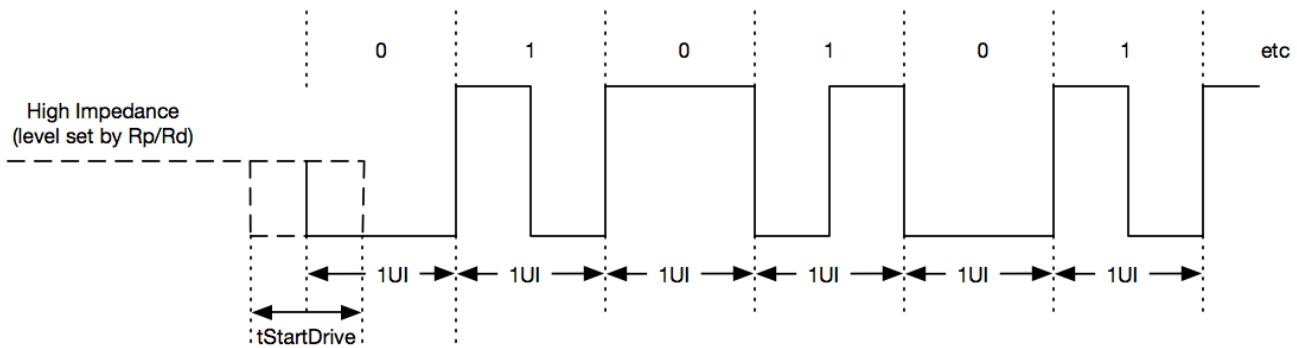 0 1 0 1 0 1 etc
High Impedance
(level set by Rp/Rd)
1UI 1UI 1UI 1UI 1UI 1UI
tStartDrive